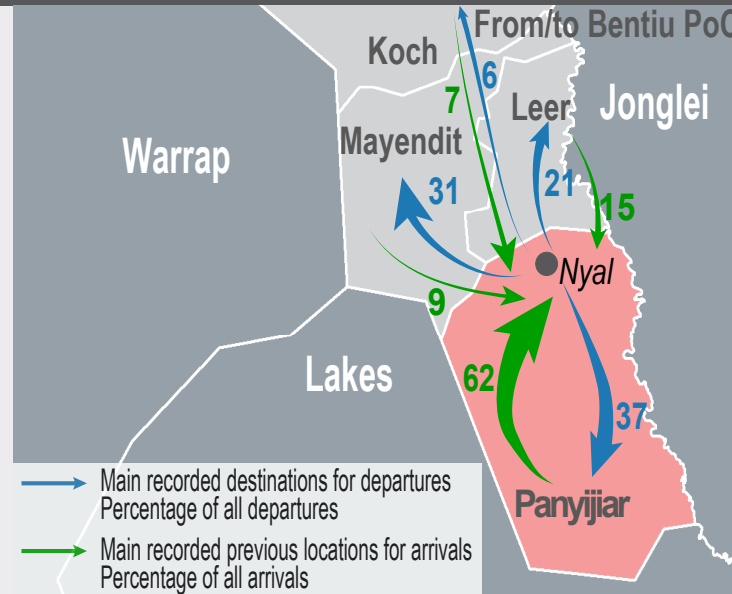 From/to Bentiu PoC
Koch
6
7
Leer
Jonglei
Warrap
Mayendit
31
21
15
Nyal
9
Lakes
62
37
Panyijiar
Main recorded destinations for departures
Percentage of all departures
Main recorded previous locations for arrivals
Percentage of all arrivals